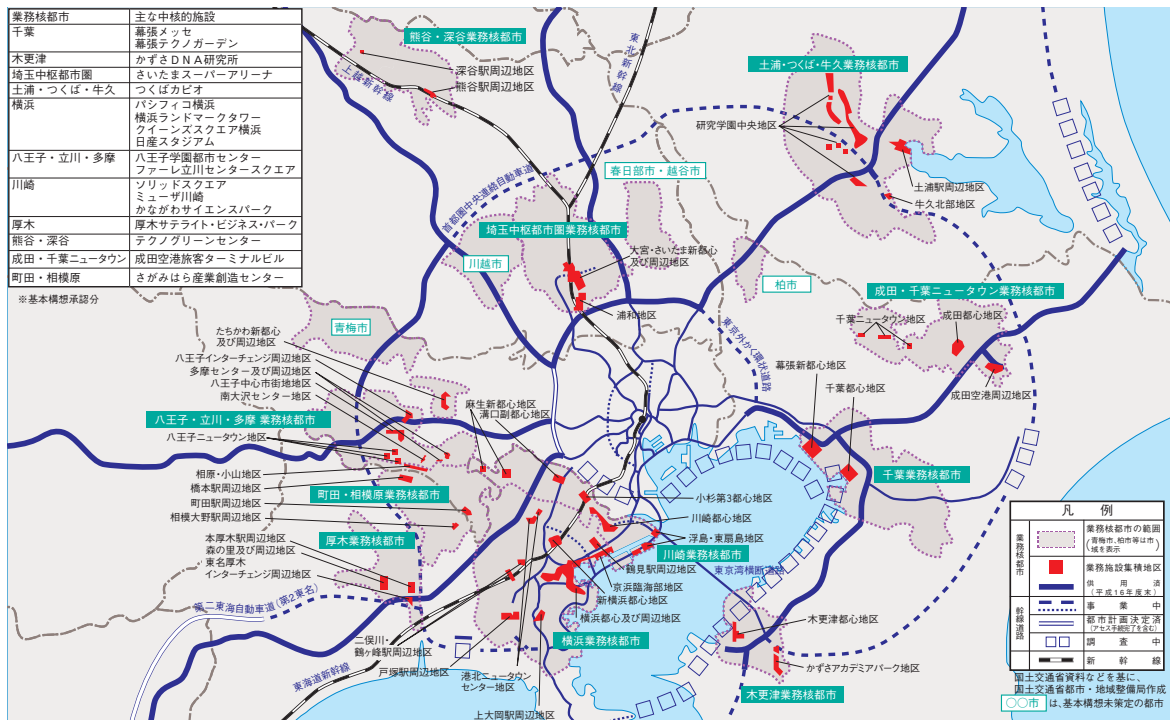 業務核都市 主な中核的施設
千葉 幕張メッセ
幕張テクノガーデン
木更津 かずさDNA研究所
埼玉中枢都市圏 さいたまスーパーアリーナ
土浦・つくば・牛久 つくばカピオ
横浜 パシフィコ横浜
横浜ランドマークタワー
クイーンズスクエア横浜
日産スタジアム
八王子・立川・多摩 八王子学園都市センター
ファーレ立川センタースクエア
川崎 ソリッドスクエア
ミューザ川崎
かながわサイエンスパーク
厚木 厚木サテライト・ビジネス・パーク
熊谷・深谷 テクノグリーンセンター
成田・千葉ニュータウン 成田空港旅客ターミナルビル
町田・相模原 さがみはら産業創造センター
※基本構想承認分
熊谷・深谷業務核都市
深谷駅周辺地区
熊谷駅周辺地区
上越新幹線
東北新幹線
土浦・つくば・牛久業務核都市
研究学園中央地区
土浦駅周辺地区
牛久北部地区
春日部市・越谷市
首都圏中央連絡自動車道
埼玉中枢都市圏業務核都市
大宮・さいたま新都心
及び周辺地区
川越市
浦和地区
柏市
成田・千葉ニュータウン業務核都市
千葉ニュータウン地区
成田都心地区
成田空港周辺地区
東京外かく環状道路
青梅市
たちかわ新都心
及び周辺地区
八王子インターチェンジ周辺地区
多摩センター及び周辺地区
八王子中心市街地地区
南大沢センター地区
八王子・立川・多摩 業務核都市
八王子ニュータウン地区
麻生新都心地区
溝口副都心地区
幕張新都心地区
千葉都心地区
千葉業務核都市
相原・小山地区
橋本駅周辺地区
町田駅周辺地区
相模大野駅周辺地区
町田・相模原業務核都市
小杉第3都心地区
川崎都心地区
浮島・東扇島地区
川崎業務核都市
本厚木駅周辺地区
森の里及び周辺地区
東名厚木
インターチェンジ周辺地区
厚木業務核都市
鶴見駅周辺地区
東京湾横断道路
京浜臨海部地区
新横浜都心地区
横浜都心及び周辺地区
横浜業務核都市
第二東海自動車道(第2東名)
二俣川・
鶴ヶ峰駅周辺地区
戸塚駅周辺地区
港北ニュータウン
センター地区
上大岡駅周辺地区
東海道新幹線
木更津都心地区
かずさアカデミアパーク地区
木更津業務核都市
凡例
業務核都市
業務核都市の範囲
(青梅市、柏市等は市域を表示)
業務施設集積地区
幹線道路
供用済
(平成16年度末)
事業中
都市計画決定済
(アセス手続完了を含む)
調査中
新幹線
国土交通省資料などを基に、
国土交通省都市・地域整備局作成
○○市 は、基本構想未策定の都市